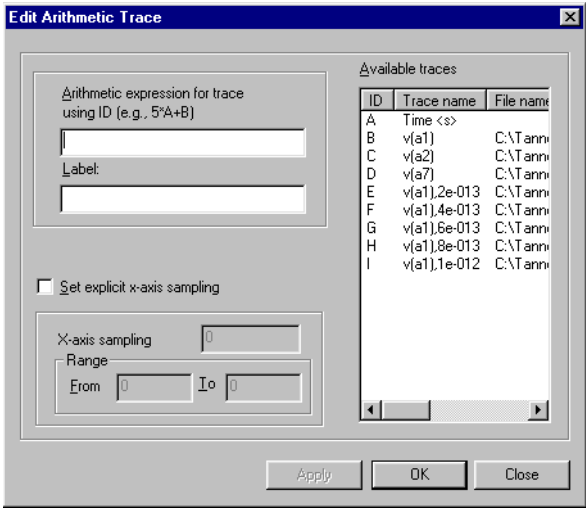 Edit Arithmetic Trace
Arithmetic expression for trace
using ID (e.g., 5*A+B)
Label:
Set explicit x-axis sampling
X-axis sampling 0
Range
From 0 To 0
Available traces
ID Trace name File name
A Time <s>
B v(a1) C:\Tann
C v(a2) C:\Tann
D v(a7) C:\Tann
E v(a1),2e-013 C:\Tann
F v(a1),4e-013 C:\Tann
G v(a1),6e-013 C:\Tann
H v(a1),8e-013 C:\Tann
I v(a1),1e-012 C:\Tann
Apply OK Close